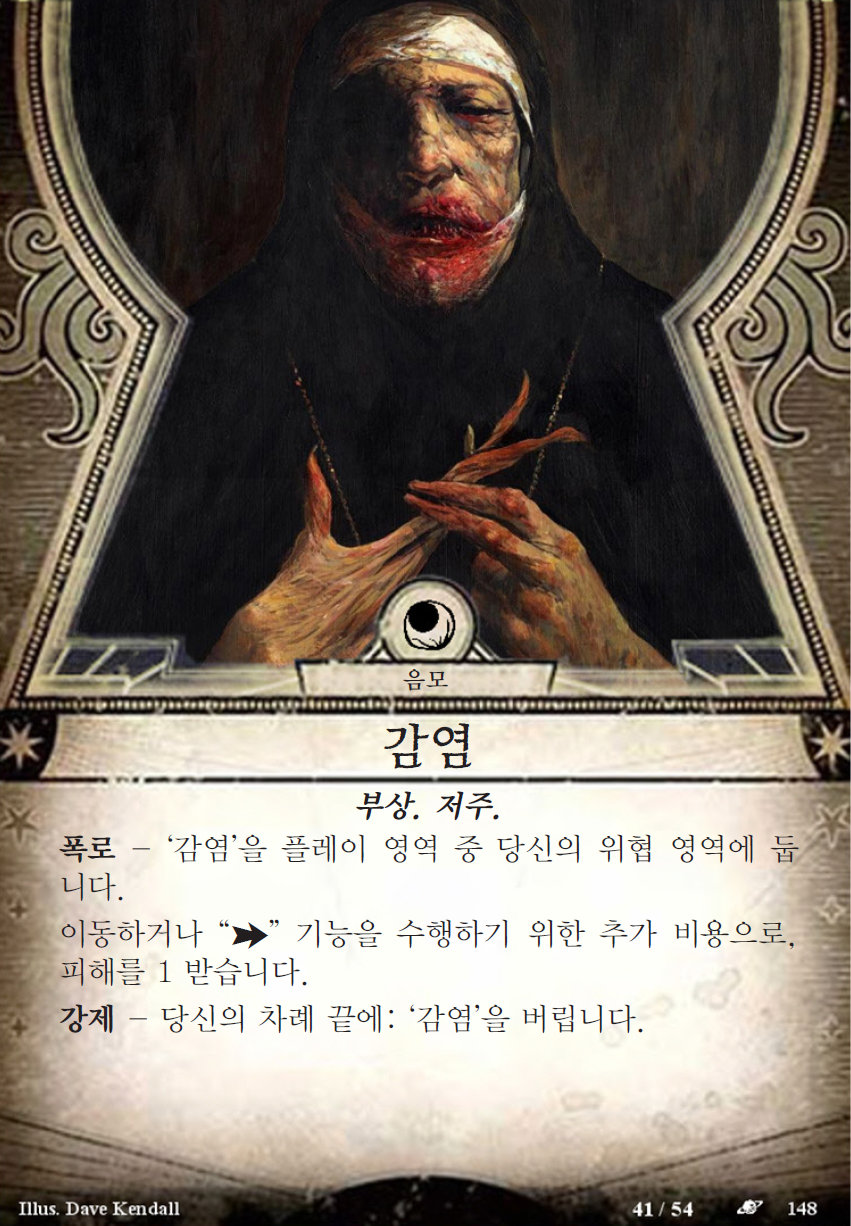 음모
감염
부상. 저주.
폭로 – ‘감염’을 플레이 영역 중 당신의 위협 영역에 둡
니다.
이동하거나 “” 기능을 수행하기 위한 추가 비용으로,
피해를 1 받습니다.
강제 – 당신의 차례 끝에: ‘감염’을 버립니다.
Illus. Dave Kendall 41 / 54 148